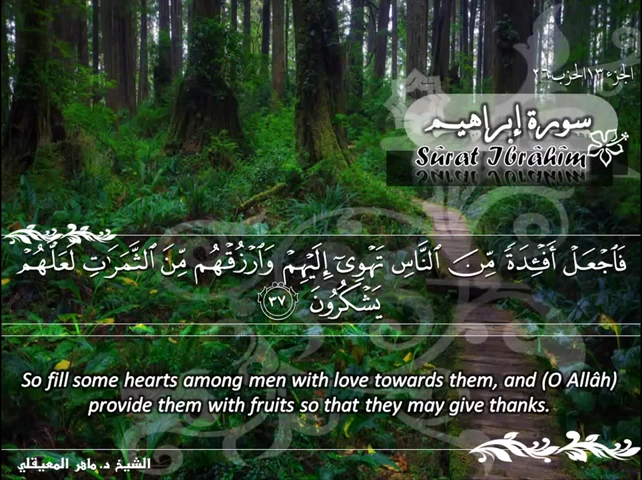 الجزء ١٣ الحزب ٢٦
سورة إبراهيم
Sûrat Ibrâhîm
فَٱجۡعَلۡ أَفۡـِٔدَةٗ مِّنَ ٱلنَّاسِ تَهۡوِيٓ إِلَيۡهِمۡ وَٱرۡزُقۡهُم مِّنَ ٱلثَّمَرَٰتِ لَعَلَّهُمۡ
يَشۡكُرُونَ ٣٧
So fill some hearts among men with love towards them, and (O Allâh)
provide them with fruits so that they may give thanks.
الشيخ د. ماهر المعيقلي